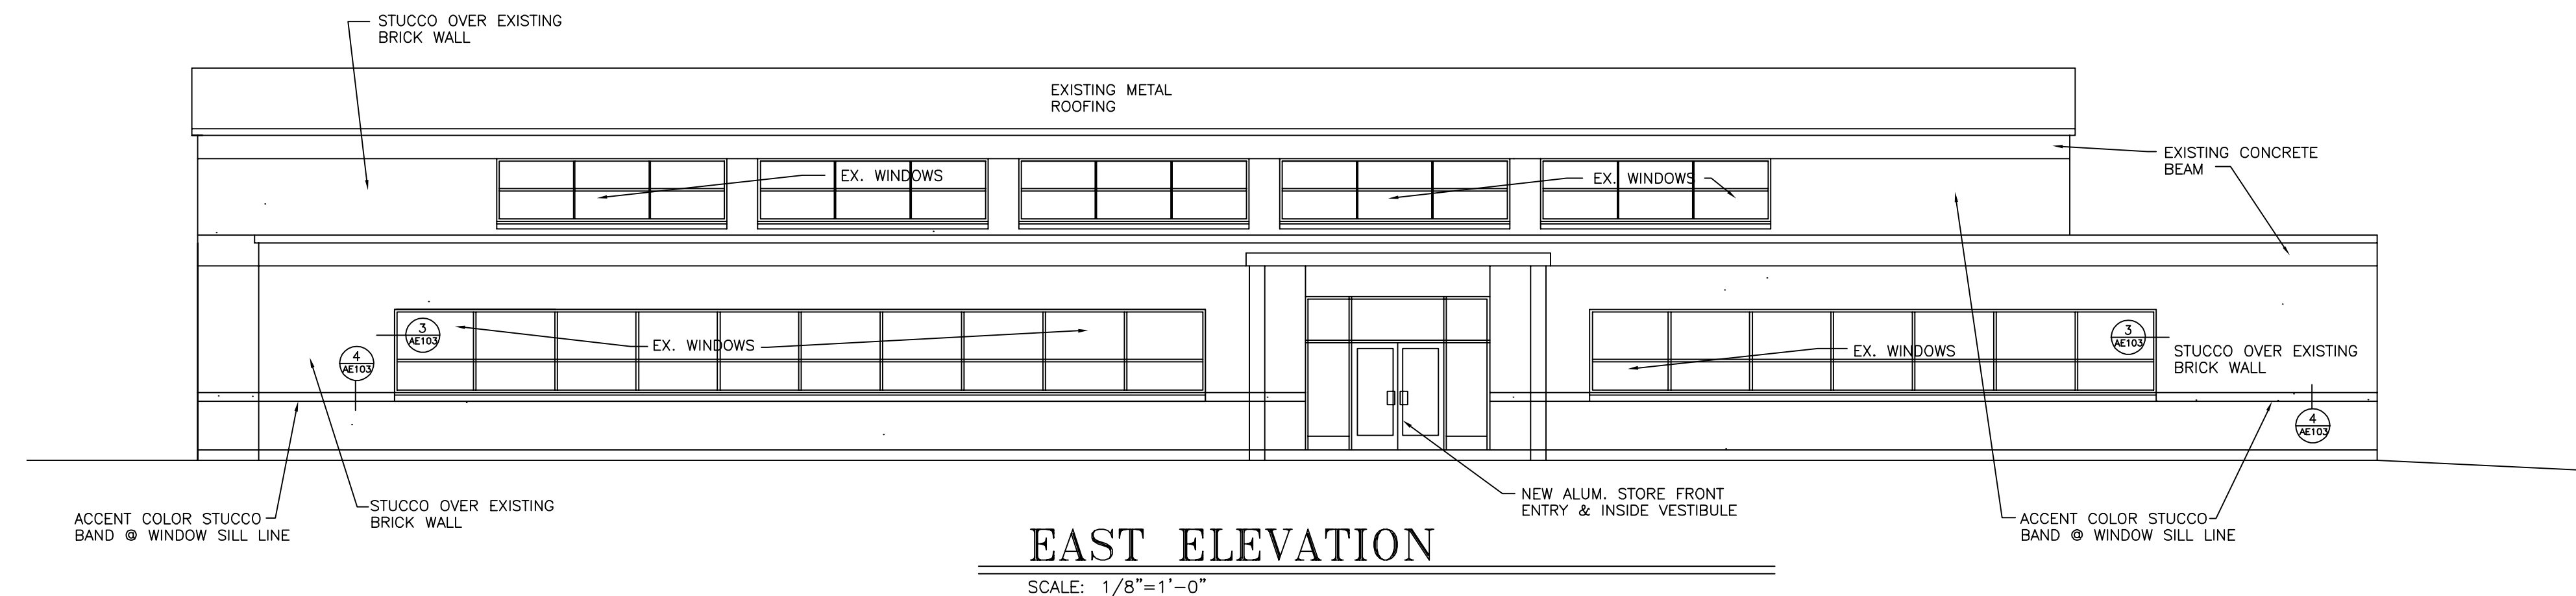 STUCCO OVER EXISTING
BRICK WALL
EXISTING METAL
ROOFING
EXISTING CONCRETE
BEAM
EX. WINDOWS
EX. WINDOWS
3
AE103
4
AE103
EX. WINDOWS
EX. WINDOWS
3
AE103
STUCCO OVER EXISTING
BRICK WALL
4
AE103
ACCENT COLOR STUCCO
BAND @ WINDOW SILL LINE
STUCCO OVER EXISTING
BRICK WALL
NEW ALUM. STORE FRONT
ENTRY & INSIDE VESTIBULE
ACCENT COLOR STUCCO
BAND @ WINDOW SILL LINE
EAST ELEVATION
SCALE: 1/8"=1'-0"